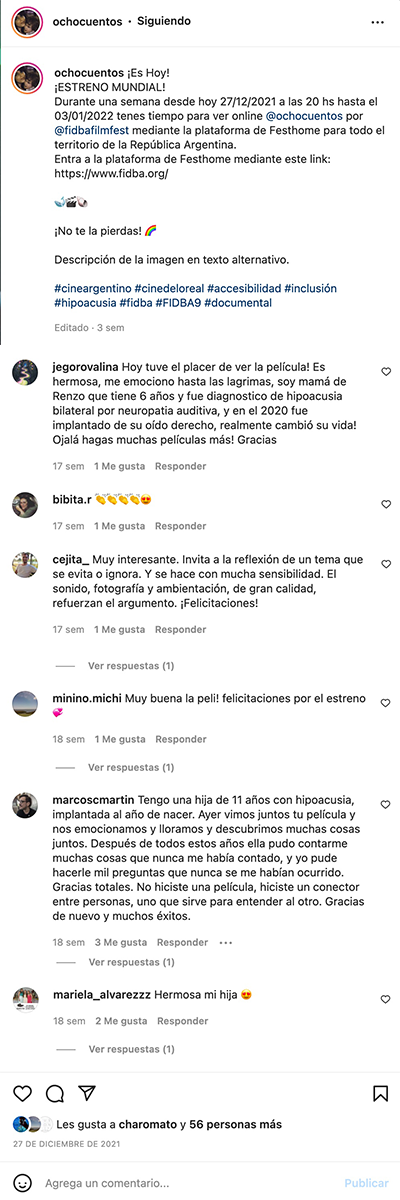 ochocuentos • Siguiendo
ochocuentos ¡Es Hoy!
¡ESTRENO MUNDIAL!
Durante una semana desde hoy 27/12/2021 a las 20 hs hasta el
03/01/2022 tenes tiempo para ver online @ochocuentos por
@fidbafilmfest mediante la plataforma de Festhome para todo el
territorio de la República Argentina.
Entra a la plataforma de Festhome mediante este link:
https://www.fidba.org/
¡No te la pierdas! 🌈
Descripción de la imagen en texto alternativo.
#cineargentino #cinedeloreal #accesibilidad #inclusión
#hipoacusia #fidba #FIDBA9 #documental
Editado · 3 sem
jegorovalina Hoy tuve el placer de ver la película! Es
hermosa, me emociono hasta las lagrimas, soy mamá de
Renzo que tiene 6 años y fue diagnostico de hipoacusia
bilateral por neuropatia auditiva, y en el 2020 fue
implantado de su oído derecho, realmente cambió su vida!
Ojalá hagas muchas películas más! Gracias
17 sem 1 Me gusta Responder
bibita.r 👏👏👏👏😍
17 sem 1 Me gusta Responder
cejita_ Muy interesante. Invita a la reflexión de un tema que
se evita o ignora. Y se hace con mucha sensibilidad. El
sonido, fotografía y ambientación, de gran calidad,
refuerzan el argumento. ¡Felicitaciones!
17 sem 1 Me gusta Responder
Ver respuestas (1)
minino.michi Muy buena la peli! felicitaciones por el estreno
💞
18 sem 1 Me gusta Responder
Ver respuestas (1)
marcoscmartin Tengo una hija de 11 años con hipoacusia,
implantada al año de nacer. Ayer vimos juntos tu película y
nos emocionamos y lloramos y descubrimos muchas cosas
juntos. Después de todos estos años ella pudo contarme
muchas cosas que nunca me había contado, y yo pude
hacerle mil preguntas que nunca se me habían ocurrido.
Gracias totales. No hiciste una película, hiciste un conector
entre personas, uno que sirve para entender al otro. Gracias
de nuevo y muchos éxitos.
18 sem 3 Me gusta Responder •••
Ver respuestas (1)
mariela_alvarezzz Hermosa mi hija 😍
18 sem 2 Me gusta Responder
Ver respuestas (1)
Les gusta a charomato y 56 personas más
27 DE DICIEMBRE DE 2021
Agrega un comentario... Publicar